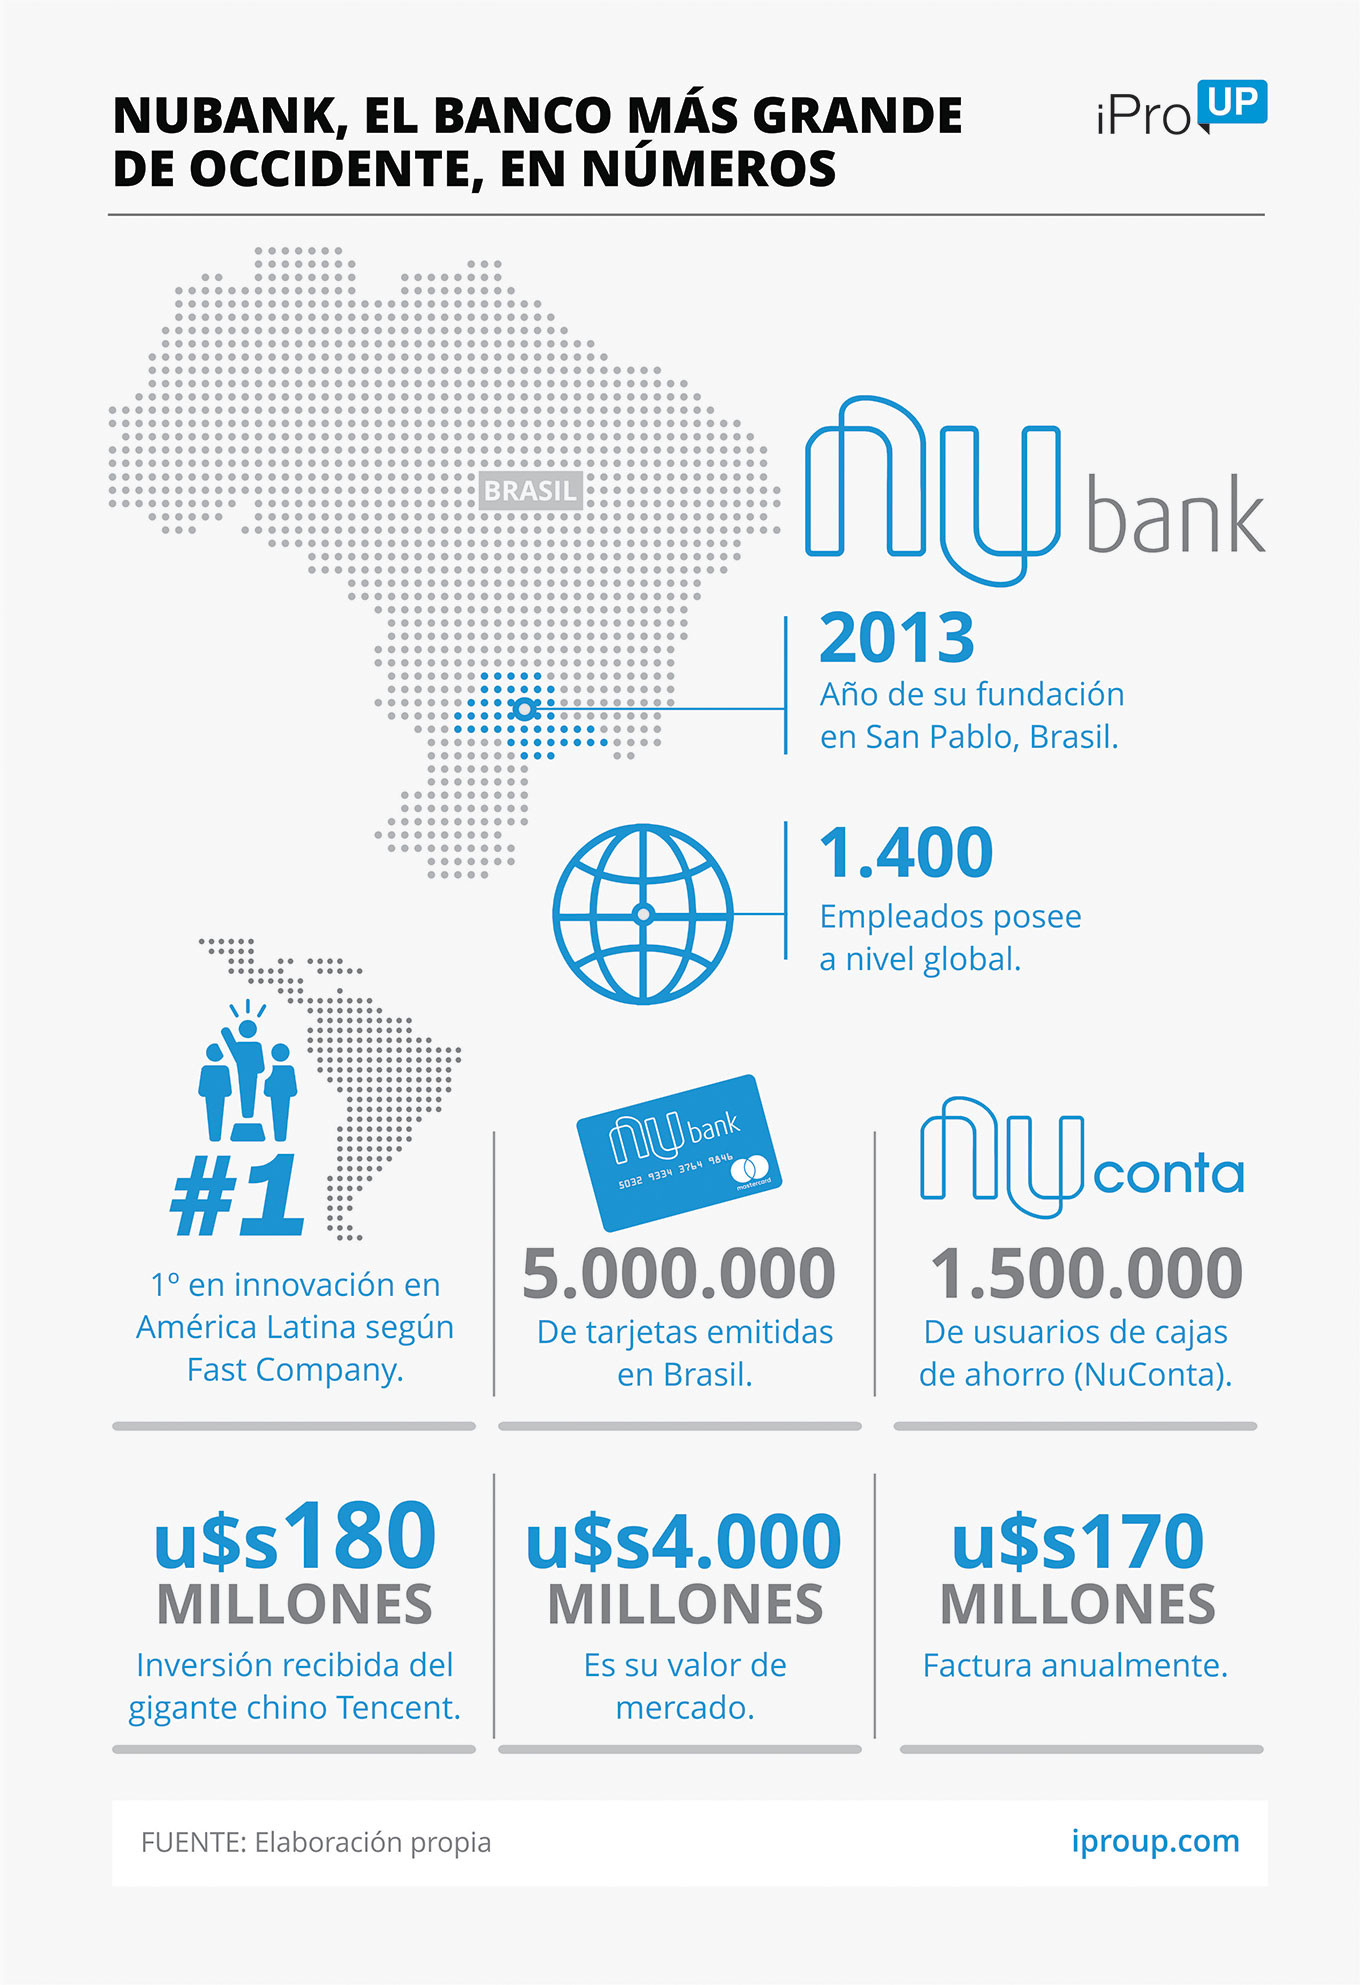 NUBANK, EL BANCO MÁS GRANDE
DE OCCIDENTE, EN NÚMEROS
iPro UP
BRASIL
nu bank
2013
Año de su fundación
en San Pablo, Brasil.
1.400
Empleados posee
a nivel global.
#1
1º en innovación en
América Latina según
Fast Company.
nu bank
5032 9334 3764 9846
mastercard
5.000.000
De tarjetas emitidas
en Brasil.
nu conta
1.500.000
De usuarios de cajas
de ahorro (NuConta).
u$s180
MILLONES
Inversión recibida del
gigante chino Tencent.
u$s4.000
MILLONES
Es su valor de
mercado.
u$s170
MILLONES
Factura anualmente.
FUENTE: Elaboración propia
iproup.com